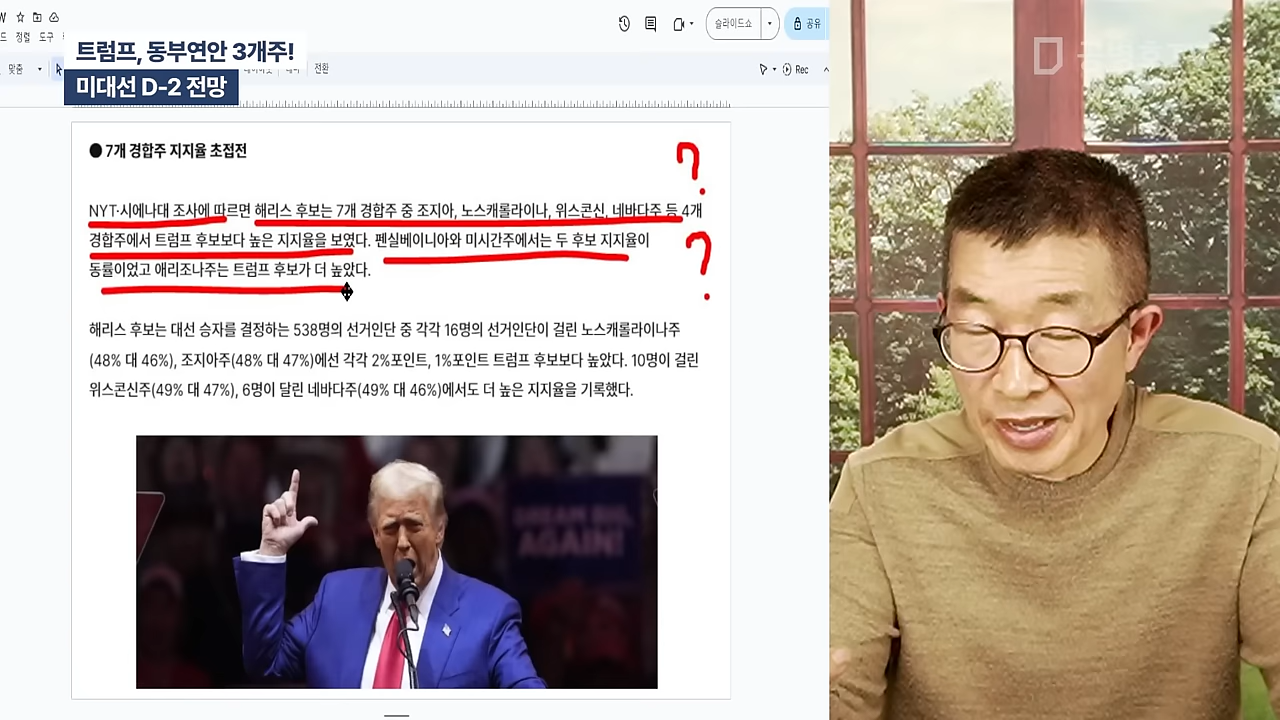 트럼프, 동부연안 3개주!
미대선 D-2 전망
정렬 도구
슬라이드쇼
공유
맞춤
전환
Rec
● 7개 경합주 지지율 초접전
NYT·시에나대 조사에 따르면 해리스 후보는 7개 경합주 중 조지아, 노스캐롤라이나, 위스콘신, 네바다주 등 4개
경합주에서 트럼프 후보보다 높은 지지율을 보였다. 펜실베이니아와 미시간주에서는 두 후보 지지율이
동률이었고 애리조나주는 트럼프 후보가 더 높았다.
?
?
해리스 후보는 대선 승자를 결정하는 538명의 선거인단 중 각각 16명의 선거인단이 걸린 노스캐롤라이나주
(48% 대 46%), 조지아주(48% 대 47%)에선 각각 2%포인트, 1%포인트 트럼프 후보보다 높았다. 10명이 걸린
위스콘신주(49% 대 47%), 6명이 달린 네바다주(49% 대 46%)에서도 더 높은 지지율을 기록했다.
AGAIN!